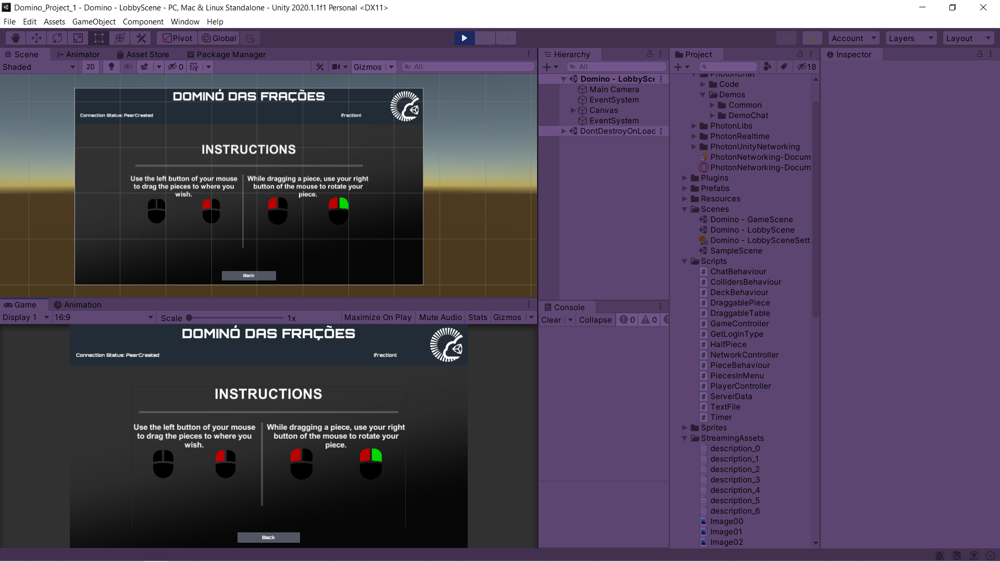 Domino_Project_1 - Domino - LobbyScene - PC, Mac & Linux Standalone - Unity 2020.1.1f1 Personal <DX11>
File Edit Assets GameObject Component Window Help
Pivot Global Account Layers Layout
Scene Animator Asset Store Package Manager
Shaded 2D 0 Gizmos All
DOMINÓ DAS FRAÇÕES
Connection Status: PeerCreated
INSTRUCTIONS
Use the left button of your mouse
to drag the pieces to where you
wish.
While dragging a piece, use your right
button of the mouse to rotate your
piece.
Back
Game Animation
Display 1 16:9 Scale 1x Maximize On Play Mute Audio Stats Gizmos
DOMINÓ DAS FRAÇÕES
Connection Status: PeerCreated
INSTRUCTIONS
Use the left button of your mouse
to drag the pieces to where you
wish.
While dragging a piece, use your right
button of the mouse to rotate your
piece.
Back
Hierarchy
All
Domino - LobbySce
Main Camera
EventSystem
Canvas
EventSystem
DontDestroyOnLoad
Console
Clear Collapse 0 0
Project
18
PhotonChat
Code
Demos
Common
DemoChat
PhotonLibs
PhotonRealtime
PhotonUnityNetworking
PhotonNetworking-Docum
PhotonNetworking-Docum
Plugins
Prefabs
Resources
Scenes
Domino - GameScene
Domino - LobbyScene
Domino - LobbySceneSett
SampleScene
Scripts
ChatBehaviour
CollidersBehaviour
DeckBehaviour
DraggablePiece
DraggableTable
GameController
GetLoginType
HalfPiece
NetworkController
PieceBehaviour
PiecesInMenu
PlayerController
ServerData
TextFile
Timer
Sprites
StreamingAssets
description_0
description_1
description_2
description_3
description_4
description_5
description_6
Image00
Image01
Image02
Inspector